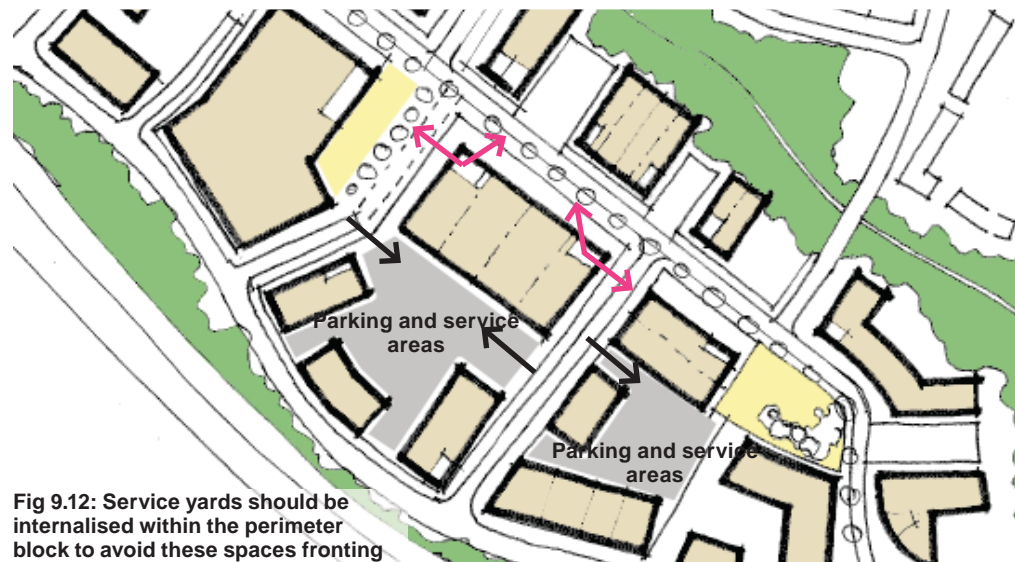 Parking and service
areas
Parking and service
areas
Fig 9.12: Service yards should be
internalised within the perimeter
block to avoid these spaces fronting